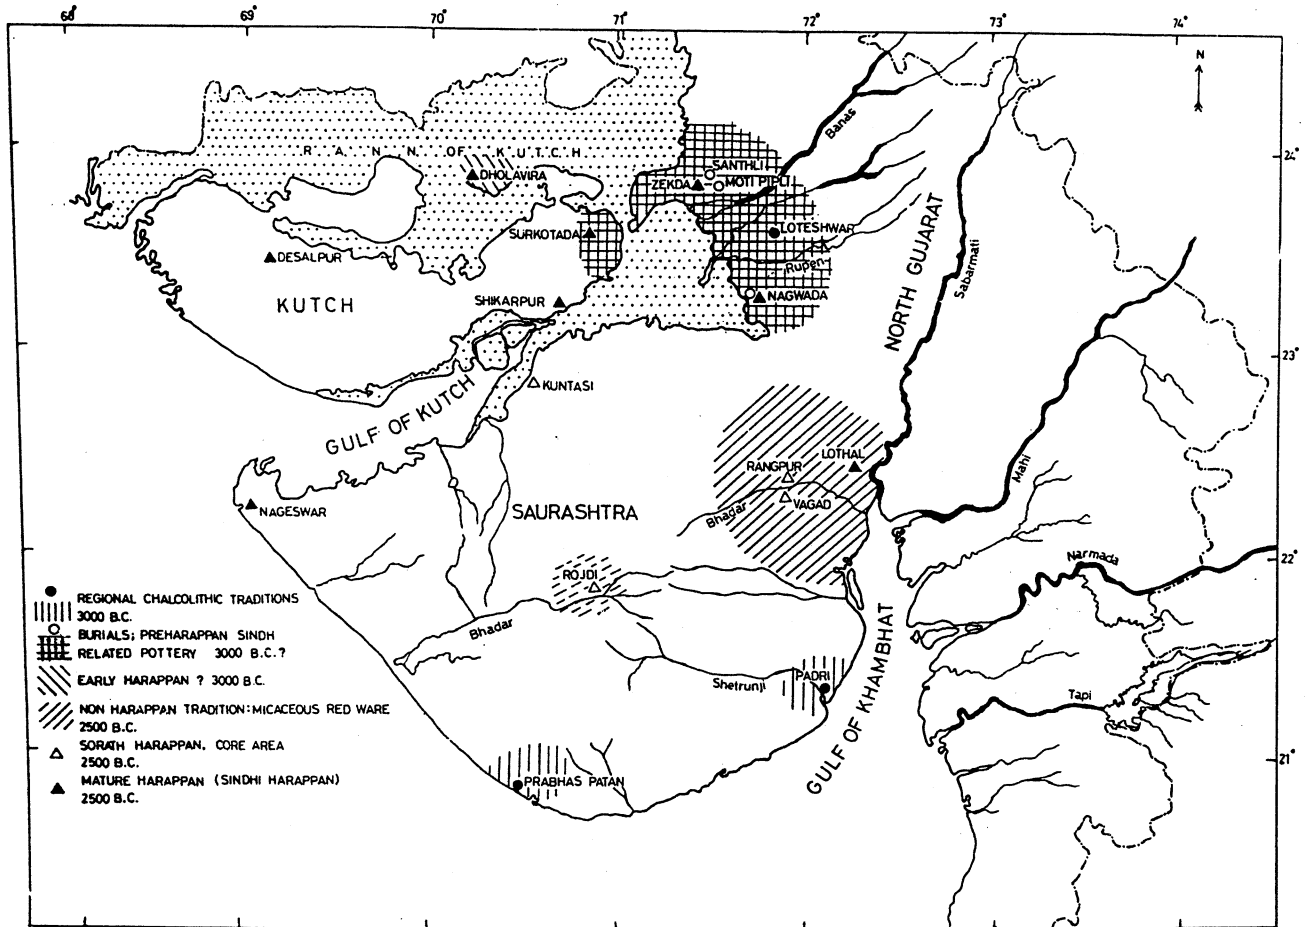 68° 69° 70° 71° 72° 73° 74°
N
24°
23°
22°
21°
RANN OF KUTCH
DHOLAVIRA
SANTHLI
ZEKDA
MOTI PIPLI
SURKOTADA
LOTESHWAR
DESALPUR
Rupen
NAGWADA
SHIKARPUR
KUTCH
Banas
NORTH GUJARAT
Sabarmati
KUNTASI
GULF OF KUTCH
LOTHAL
RANGPUR
VAGAD
Bhadar
Mahi
NAGESWAR
SAURASHTRA
Narmada
ROJDI
Bhadar
Shetrunji
PADRI
GULF OF KHAMBHAT
Tapi
PRABHAS PATAN
REGIONAL CHALCOLITHIC TRADITIONS
3000 B.C.
BURIALS; PREHARAPPAN SINDH
RELATED POTTERY 3000 B.C.?
EARLY HARAPPAN ? 3000 B.C.
NON HARAPPAN TRADITION: MICACEOUS RED WARE
2500 B.C.
SORATH HARAPPAN, CORE AREA
2500 B.C.
MATURE HARAPPAN (SINDHI HARAPPAN)
2500 B.C.